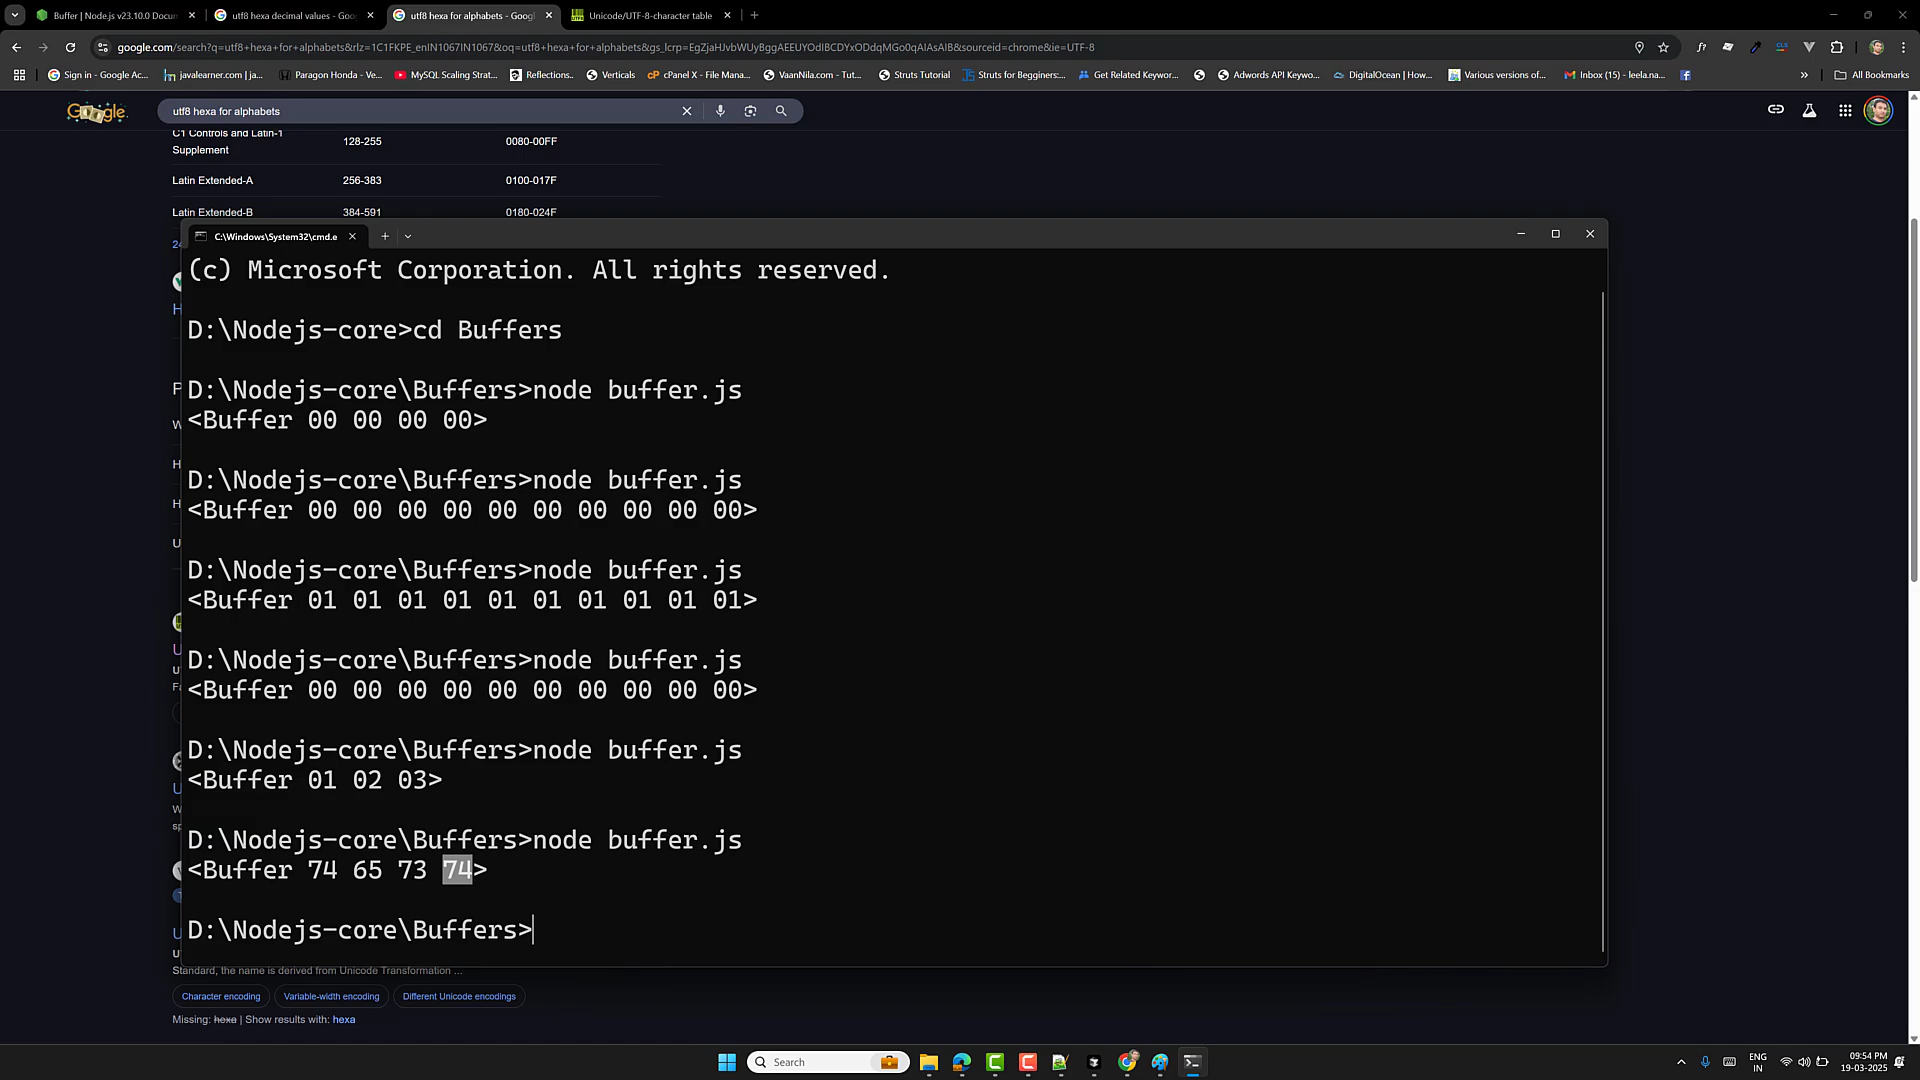 Buffer | Node.js v23.10.0 Docum
utf8 hexa decimal values - Goo
utf8 hexa for alphabets - Googl
Unicode/UTF-8-character table
google.com/search?q=utf8+hexa+for+alphabets&rlz=1C1FKPE_enIN1067IN1067&oq=utf8+hexa+for+alphabets&gs_lcrp=EgZjaHJvbWUyBggAEEUYOdIBCDYxODdqMGo0qAIAsAIB&sourceid=chrome&ie=UTF-8
Sign in - Google Ac...
javalearner.com | ja...
Paragon Honda - Ve...
MySQL Scaling Strat...
Reflections..
Verticals
cPanel X - File Mana...
VaanNila.com - Tut...
Struts Tutorial
Struts for Begginers:...
Get Related Keywor...
Adwords API Keywo...
DigitalOcean | How...
Various versions of...
Inbox (15) - leela.na...
All Bookmarks
Google
utf8 hexa for alphabets
C1 Controls and Latin-1 Supplement 128-255 0080-00FF
Latin Extended-A 256-383 0100-017F
Latin Extended-B 384-591 0180-024F
C:\Windows\System32\cmd.e
(c) Microsoft Corporation. All rights reserved.
D:\Nodejs-core>cd Buffers
D:\Nodejs-core\Buffers>node buffer.js
<Buffer 00 00 00 00>
D:\Nodejs-core\Buffers>node buffer.js
<Buffer 00 00 00 00 00 00 00 00 00 00>
D:\Nodejs-core\Buffers>node buffer.js
<Buffer 01 01 01 01 01 01 01 01 01 01>
D:\Nodejs-core\Buffers>node buffer.js
<Buffer 00 00 00 00 00 00 00 00 00 00>
D:\Nodejs-core\Buffers>node buffer.js
<Buffer 01 02 03>
D:\Nodejs-core\Buffers>node buffer.js
<Buffer 74 65 73 74>
D:\Nodejs-core\Buffers>
Standard, the name is derived from Unicode Transformation ...
Character encoding
Variable-width encoding
Different Unicode encodings
Missing: hexa | Show results with: hexa
Search
ENG
IN
09:54 PM
19-03-2025